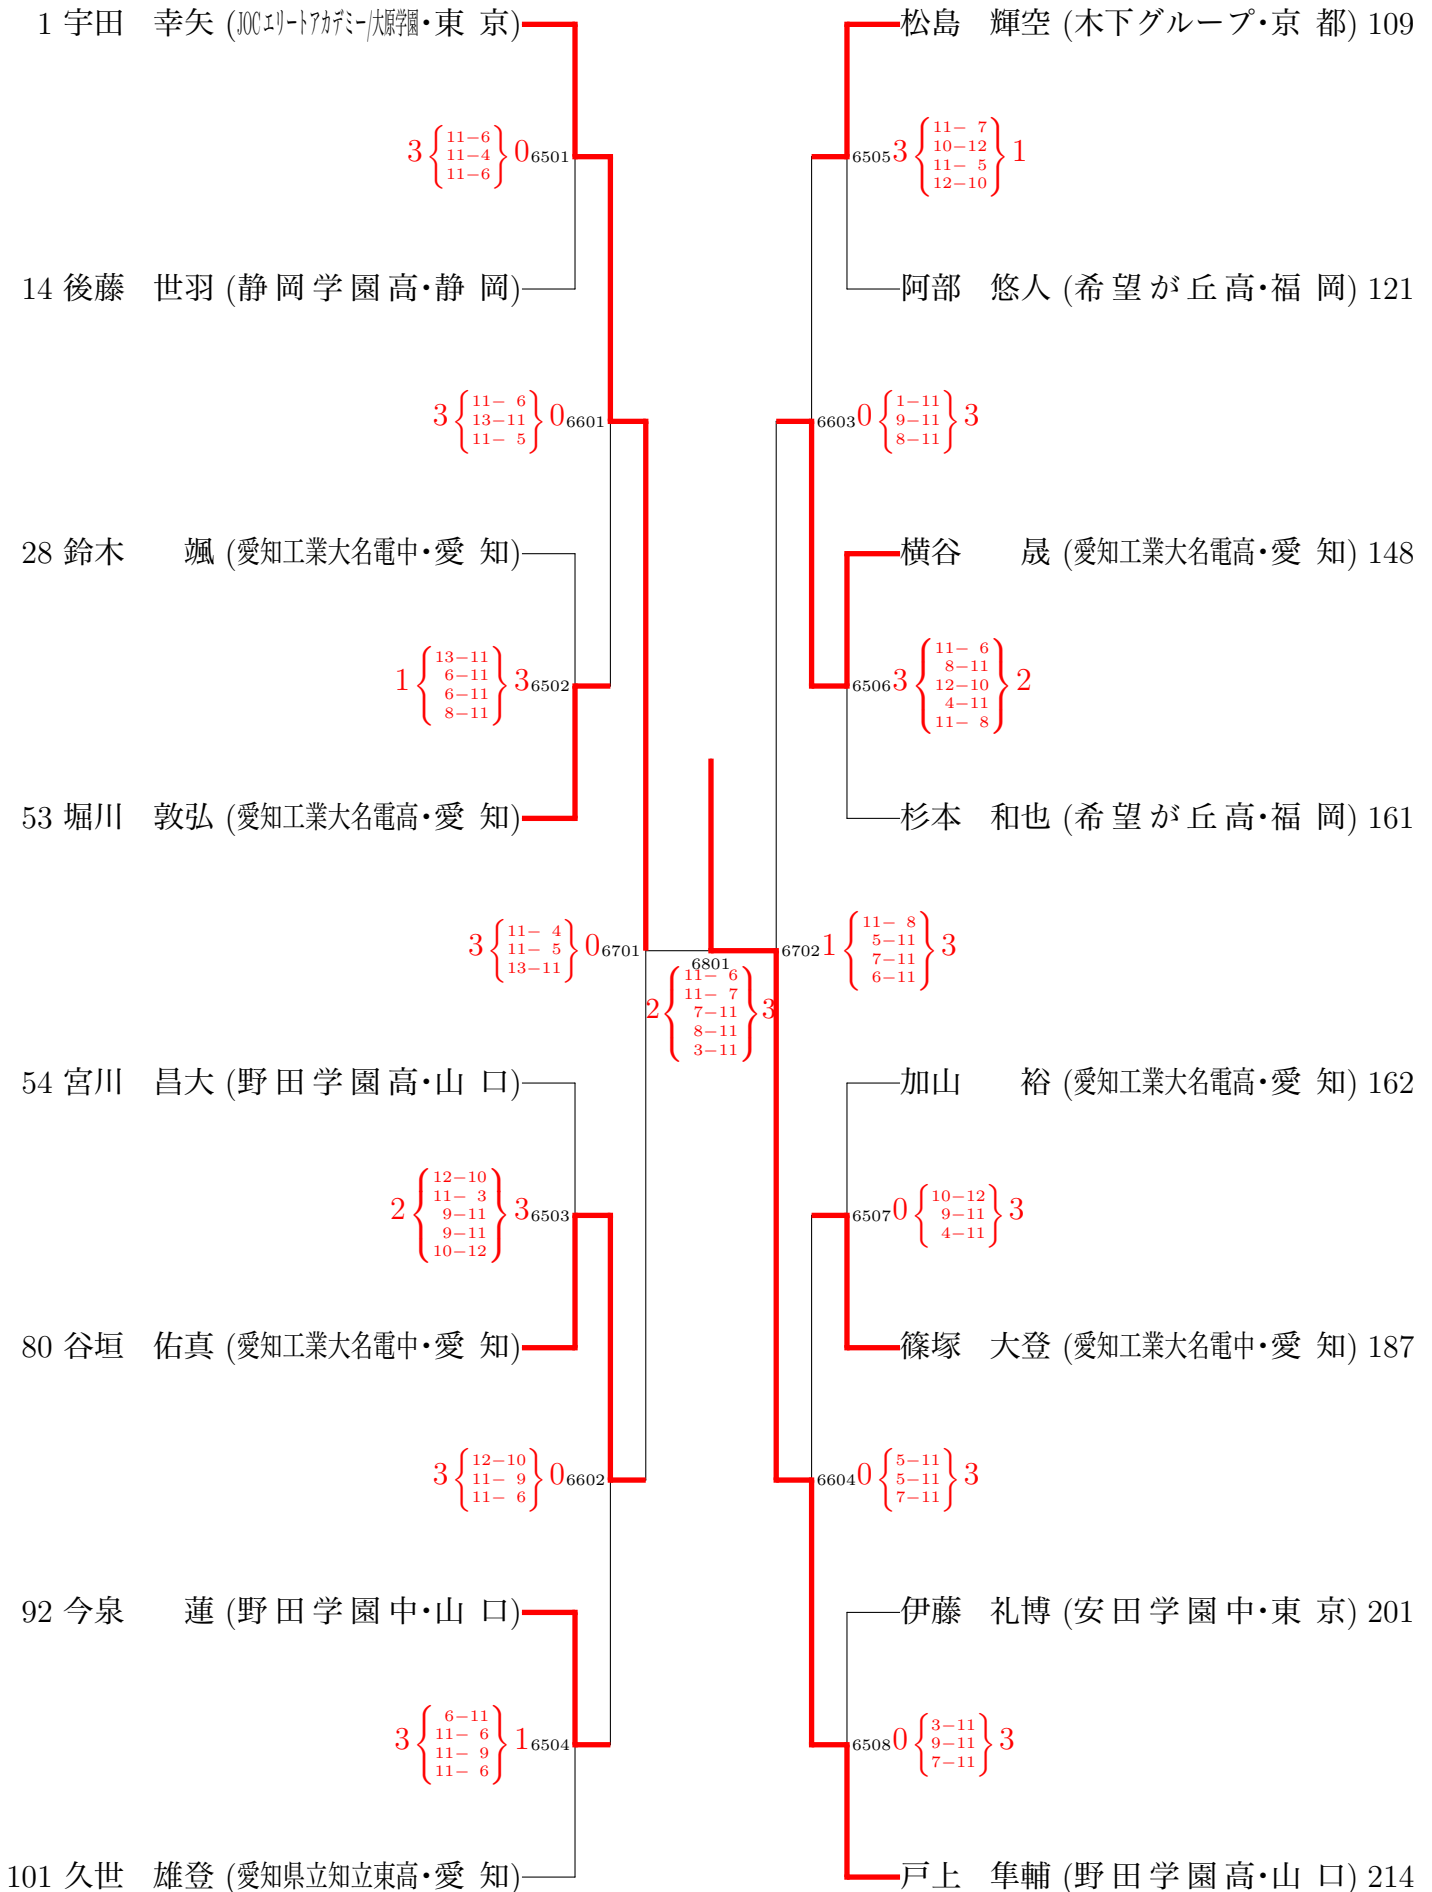 1 宇田　幸矢 (JOCエリートアカデミー/大原学園・東 京)
松島　輝空 (木下グループ・京 都) 109
3 11-6 11-4 11-6 0 6501
6505 3 11- 7 10-12 11- 5 12-10 1
14 後藤　世羽 (静岡学園高・静 岡)
阿部　悠人 (希望が丘高・福 岡) 121
3 11- 6 13-11 11- 5 0 6601
6603 0 1-11 9-11 8-11 3
28 鈴木　　颯 (愛知工業大名電中・愛 知)
横谷　　晟 (愛知工業大名電高・愛 知) 148
1 13-11 6-11 6-11 8-11 3 6502
6506 3 11- 6 8-11 12-10 4-11 11- 8 2
53 堀川　敦弘 (愛知工業大名電高・愛 知)
杉本　和也 (希望が丘高・福 岡) 161
3 11- 4 11- 5 13-11 0 6701
6702 1 11- 8 5-11 7-11 6-11 3
6801
2 11- 6 11- 7 7-11 8-11 3-11 3
54 宮川　昌大 (野田学園高・山 口)
加山　　裕 (愛知工業大名電高・愛 知) 162
2 12-10 11- 3 9-11 9-11 10-12 3 6503
6507 0 10-12 9-11 4-11 3
80 谷垣　佑真 (愛知工業大名電中・愛 知)
篠塚　大登 (愛知工業大名電中・愛 知) 187
3 12-10 11- 9 11- 6 0 6602
6604 0 5-11 5-11 7-11 3
92 今泉　　蓮 (野田学園中・山 口)
伊藤　礼博 (安田学園中・東 京) 201
3 6-11 11- 6 11- 9 11- 6 1 6504
6508 0 3-11 9-11 7-11 3
101 久世　雄登 (愛知県立知立東高・愛 知)
戸上　隼輔 (野田学園高・山 口) 214